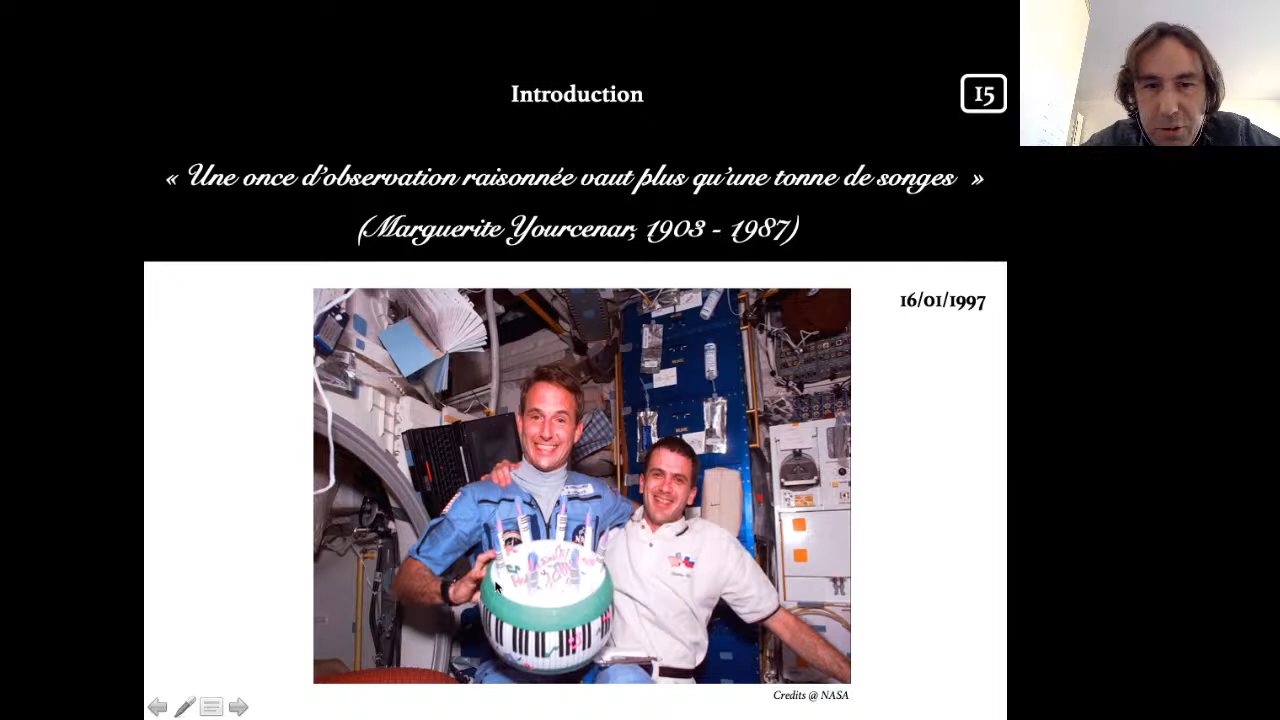 Introduction
15
« Une once d'observation raisonnée vaut plus qu'une tonne de songes »
(Marguerite Yourcenar, 1903 - 1987)
16/01/1997
Credits @ NASA